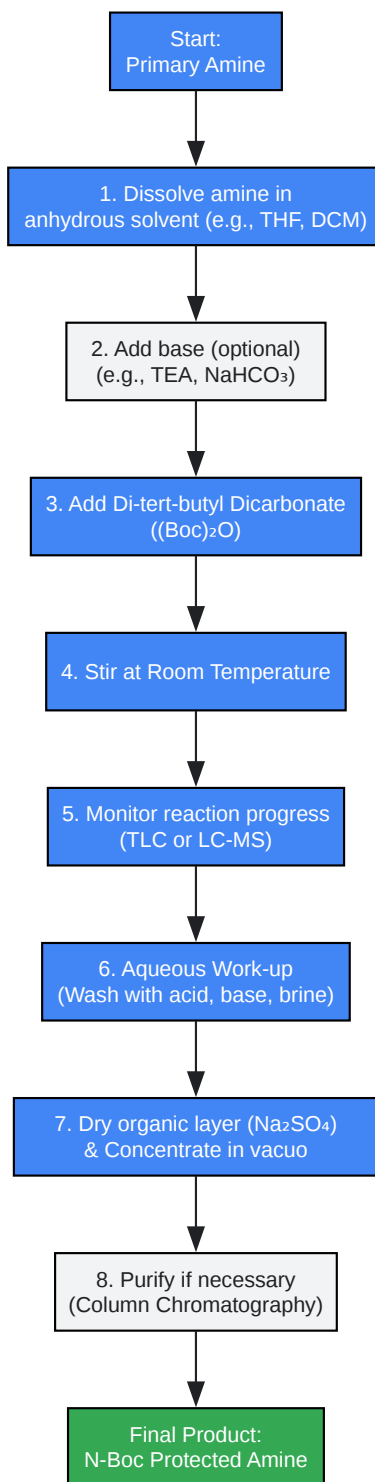 Start:
Primary Amine
1. Dissolve amine in
anhydrous solvent (e.g., THF, DCM)
2. Add base (optional)
(e.g., TEA, NaHCO₃)
3. Add Di-tert-butyl Dicarbonate
((Boc)₂O)
4. Stir at Room Temperature
5. Monitor reaction progress
(TLC or LC-MS)
6. Aqueous Work-up
(Wash with acid, base, brine)
7. Dry organic layer (Na₂SO₄)
& Concentrate in vacuo
8. Purify if necessary
(Column Chromatography)
Final Product:
N-Boc Protected Amine